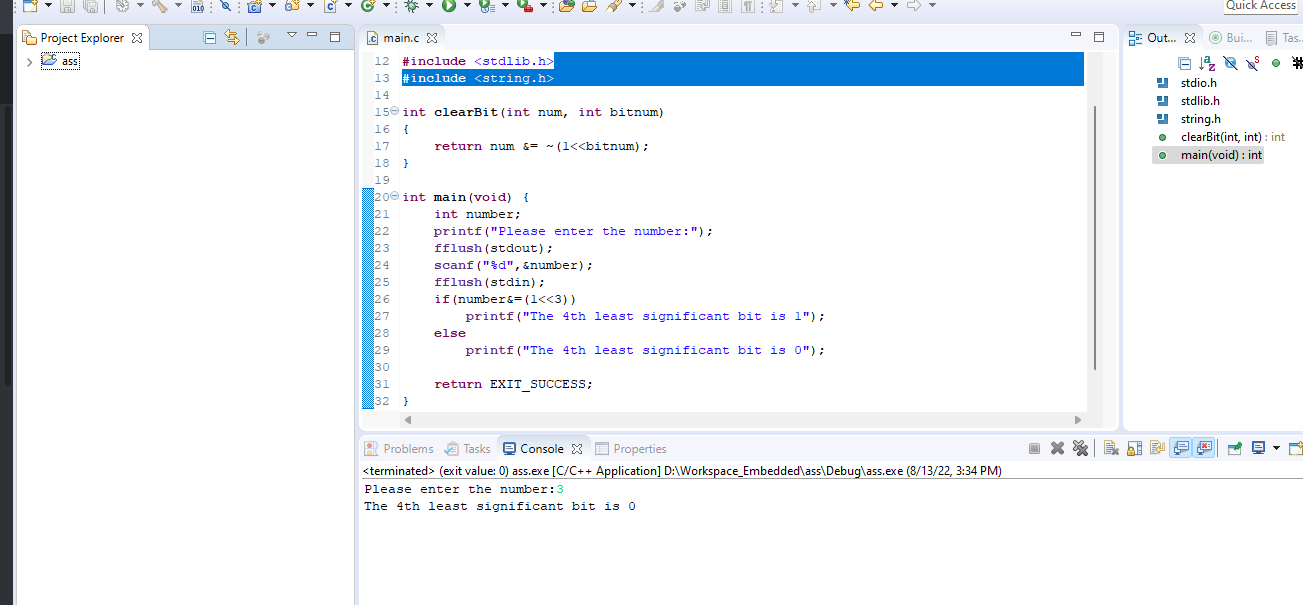 Quick Access
Project Explorer
ass
main.c
12 #include <stdlib.h>
13 #include <string.h>
14
15 int clearBit(int num, int bitnum)
16 {
17 return num &= ~(1<<bitnum);
18 }
19
20 int main(void) {
21 int number;
22 printf("Please enter the number:");
23 fflush(stdout);
24 scanf("%d",&number);
25 fflush(stdin);
26 if(number&=(1<<3))
27 printf("The 4th least significant bit is 1");
28 else
29 printf("The 4th least significant bit is 0");
30
31 return EXIT_SUCCESS;
32 }
Out... Bui... Tas...
stdio.h
stdlib.h
string.h
clearBit(int, int) : int
main(void) : int
Problems Tasks Console Properties
<terminated> (exit value: 0) ass.exe [C/C++ Application] D:\Workspace_Embedded\ass\Debug\ass.exe (8/13/22, 3:34 PM)
Please enter the number:3
The 4th least significant bit is 0